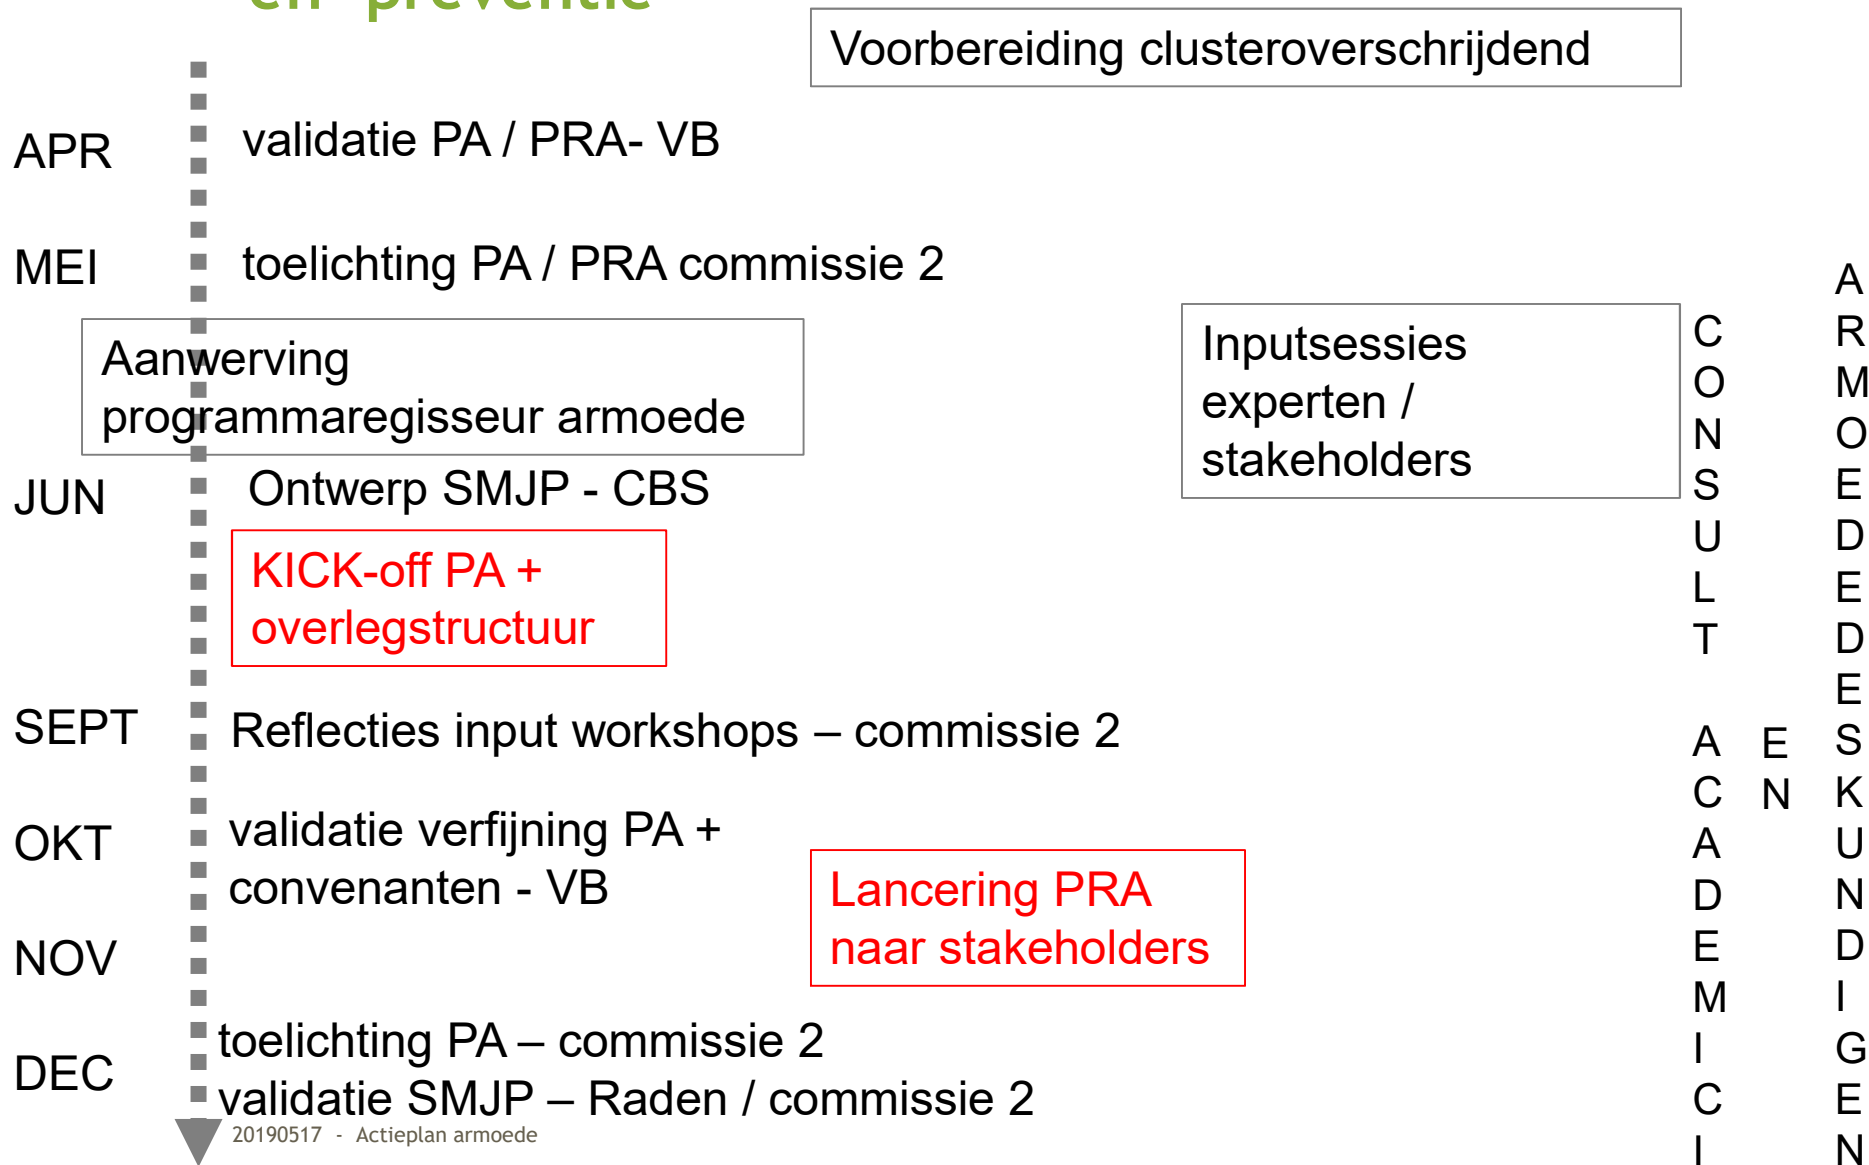 en preventie
Voorbereiding clusteroverschrijdend
APR
validatie PA / PRA- VB
MEI
toelichting PA / PRA commissie 2
Aanwerving
programmaregisseur armoede
Inputsessies
experten /
stakeholders
JUN
Ontwerp SMJP - CBS
KICK-off PA +
overlegstructuur
SEPT
Reflecties input workshops – commissie 2
OKT
validatie verfijning PA +
convenanten - VB
Lancering PRA
naar stakeholders
NOV
DEC
toelichting PA – commissie 2
validatie SMJP – Raden / commissie 2
CONSULT ACADEMICI
EN
ARMOEDEDESKUNDIGEN
20190517 - Actieplan armoede